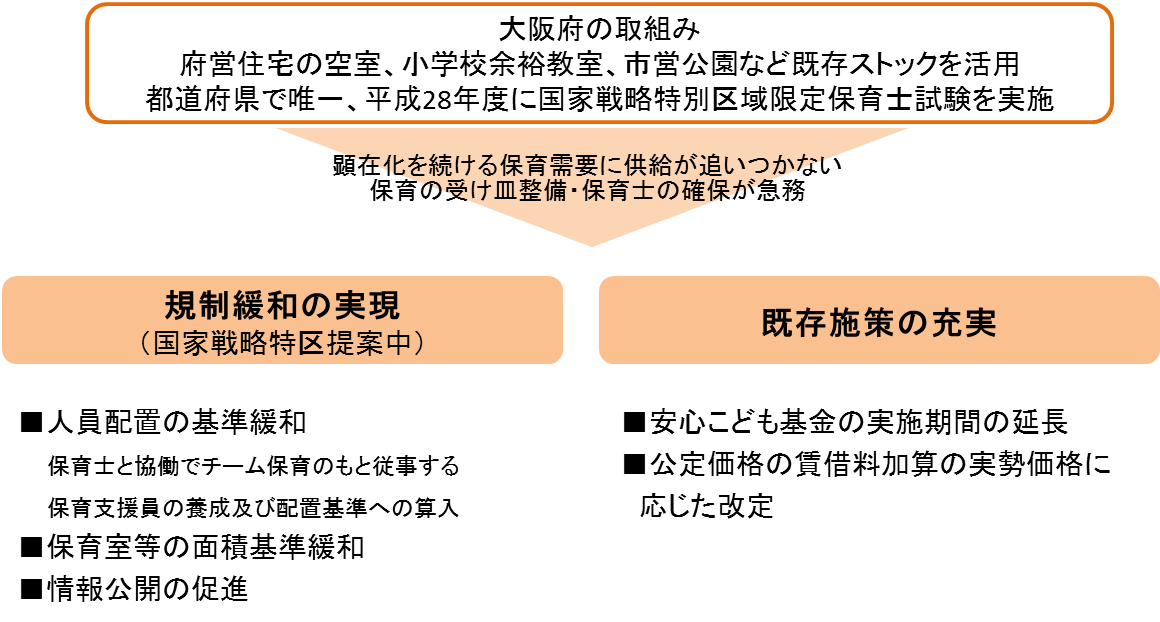 大阪府の取組み
府営住宅の空室、小学校余裕教室、市営公園など既存ストックを活用
都道府県で唯一、平成28年度に国家戦略特別区域限定保育士試験を実施
顕在化を続ける保育需要に供給が追いつかない
保育の受け皿整備・保育士の確保が急務
規制緩和の実現
（国家戦略特区提案中）
■人員配置の基準緩和
保育士と協働でチーム保育のもと従事する
保育支援員の養成及び配置基準への算入
■保育室等の面積基準緩和
■情報公開の促進
既存施策の充実
■安心こども基金の実施期間の延長
■公定価格の賃借料加算の実勢価格に
応じた改定